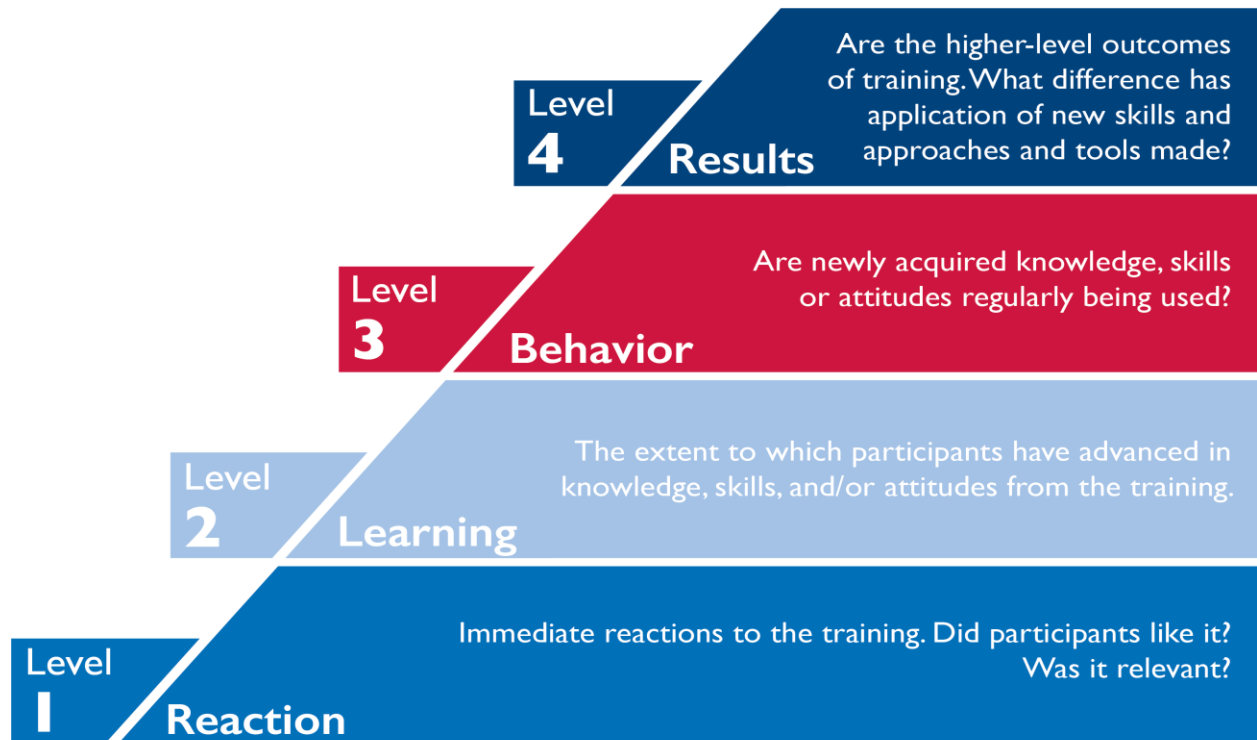 Are the higher-level outcomes
of training. What difference has
application of new skills and
approaches and tools made?
Level
4
Results
Are newly acquired knowledge, skills
or attitudes regularly being used?
Level
3
Behavior
The extent to which participants have advanced in
knowledge, skills, and/or attitudes from the training.
Level
2
Learning
Immediate reactions to the training. Did participants like it?
Was it relevant?
Level
1
Reaction